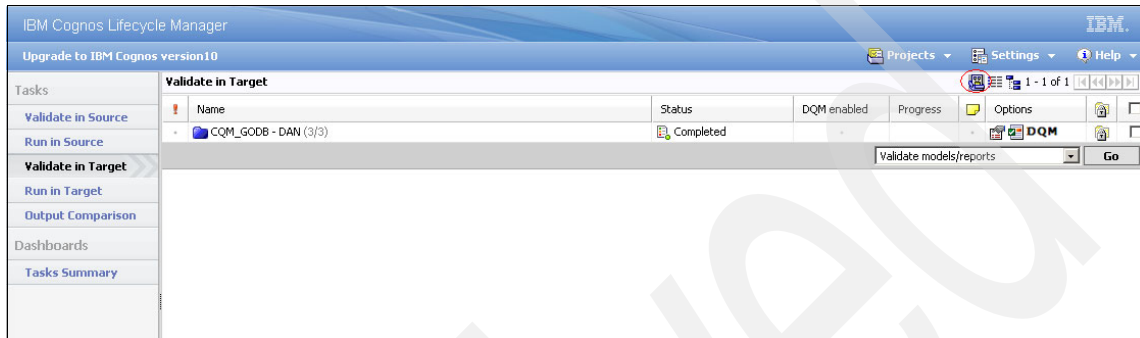 IBM Cognos Lifecycle Manager
IBM.
Upgrade to IBM Cognos version10
Projects
Settings
Help
Tasks
Validate in Source
Run in Source
Validate in Target
Run in Target
Output Comparison
Dashboards
Tasks Summary
Validate in Target
1 - 1 of 1
! Name Status DQM enabled Progress Options
CQM_GODB - DAN (3/3) Completed DQM
Validate models/reports Go